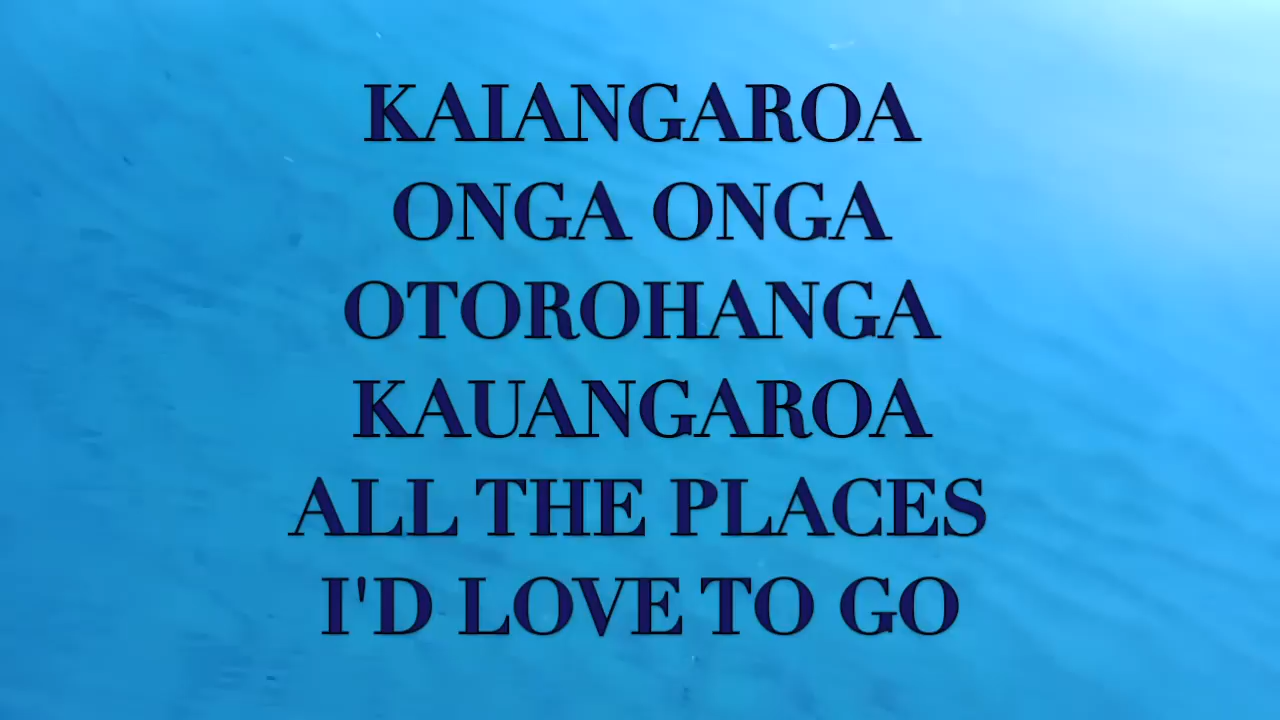 KAIANGAROA
ONGA ONGA
OTOROHANGA
KAUANGAROA
ALL THE PLACES
I'D LOVE TO GO